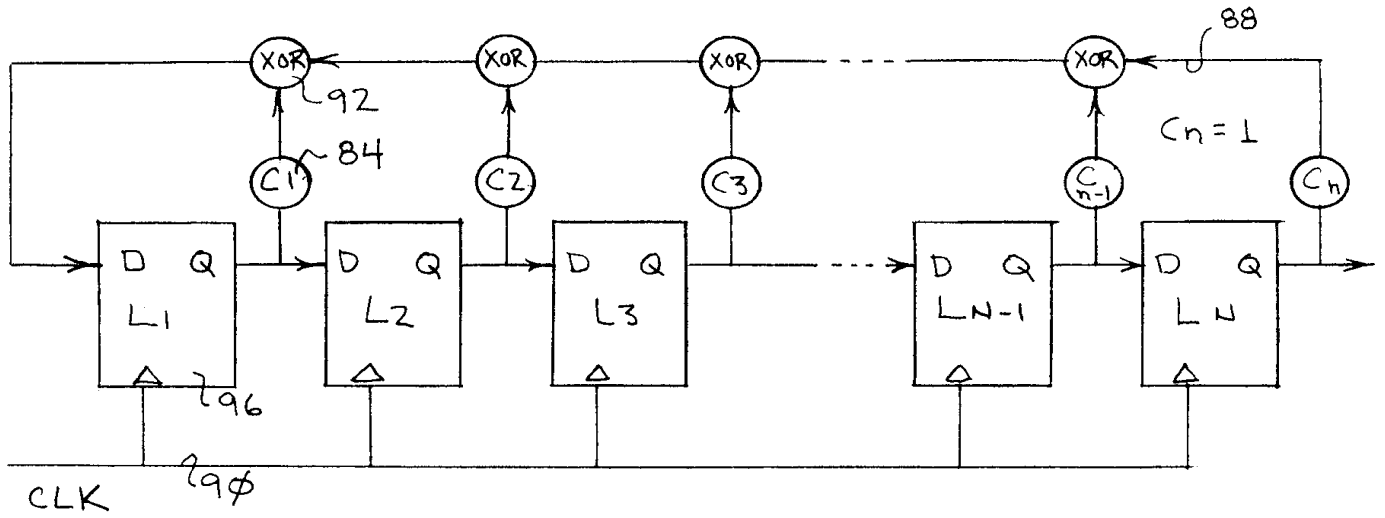 88
XOR XOR XOR XOR
92
Cn = 1
84
C1 C2 C3 Cn-1 Cn
D Q D Q D Q D Q D Q
L1 L2 L3 LN-1 LN
96
9φ
CLK